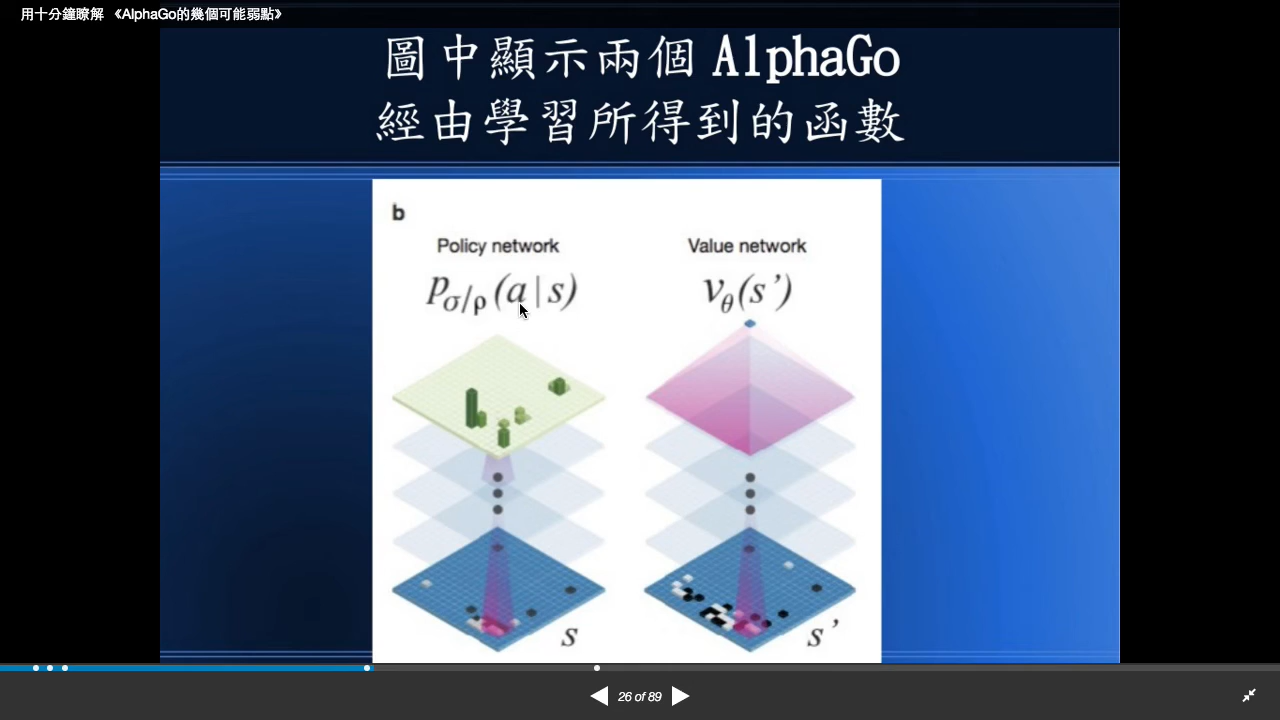 用十分鐘瞭解 《AlphaGo的幾個可能弱點》
圖中顯示兩個 AlphaGo
經由學習所得到的函數
b
Policy network
Value network
p_{σ/ρ}(a|s)
v_θ(s’)
s
s’
26 of 89